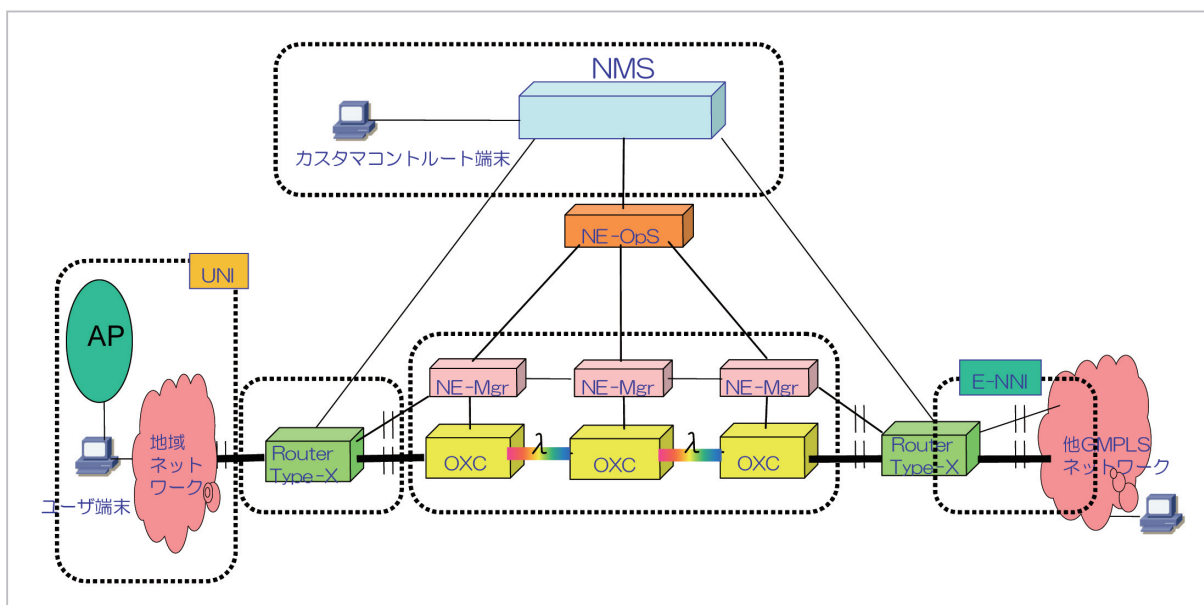 NMS
カスタマコントルート端末
NE-OpS
UNI
AP
NE-Mgr
NE-Mgr
NE-Mgr
E-NNI
地域
ネット
ワーク
Router
Type-X
OXC
λ
OXC
λ
OXC
Router
Type-X
他GMPLS
ネットワーク
ユーザ端末